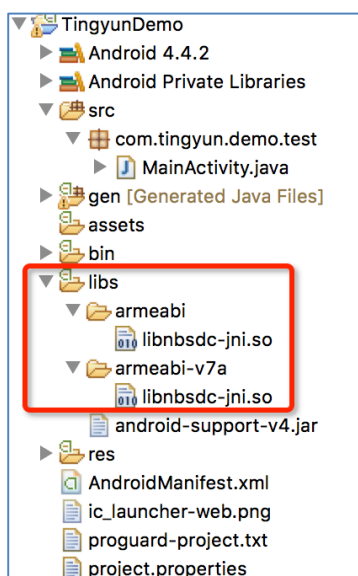 TingyunDemo
Android 4.4.2
Android Private Libraries
src
com.tingyun.demo.test
MainActivity.java
gen [Generated Java Files]
assets
bin
libs
armeabi
libnbsdc-jni.so
armeabi-v7a
libnbsdc-jni.so
android-support-v4.jar
res
AndroidManifest.xml
ic_launcher-web.png
proguard-project.txt
project.properties